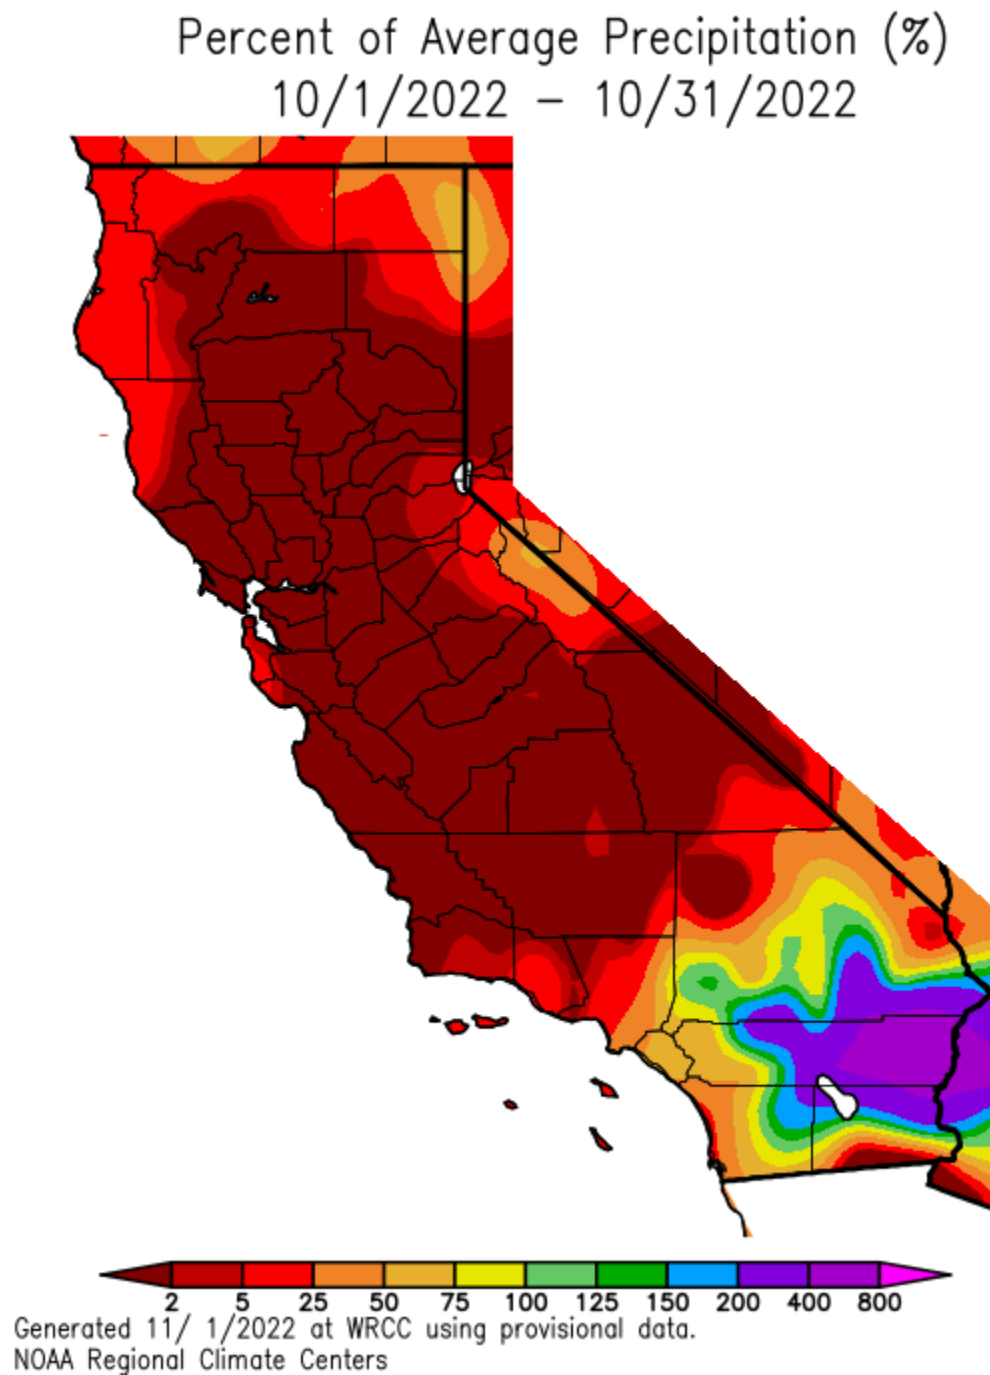 Percent of Average Precipitation (%)
10/1/2022 – 10/31/2022
2 5 25 50 75 100 125 150 200 400 800
Generated 11/ 1/2022 at WRCC using provisional data.
NOAA Regional Climate Centers